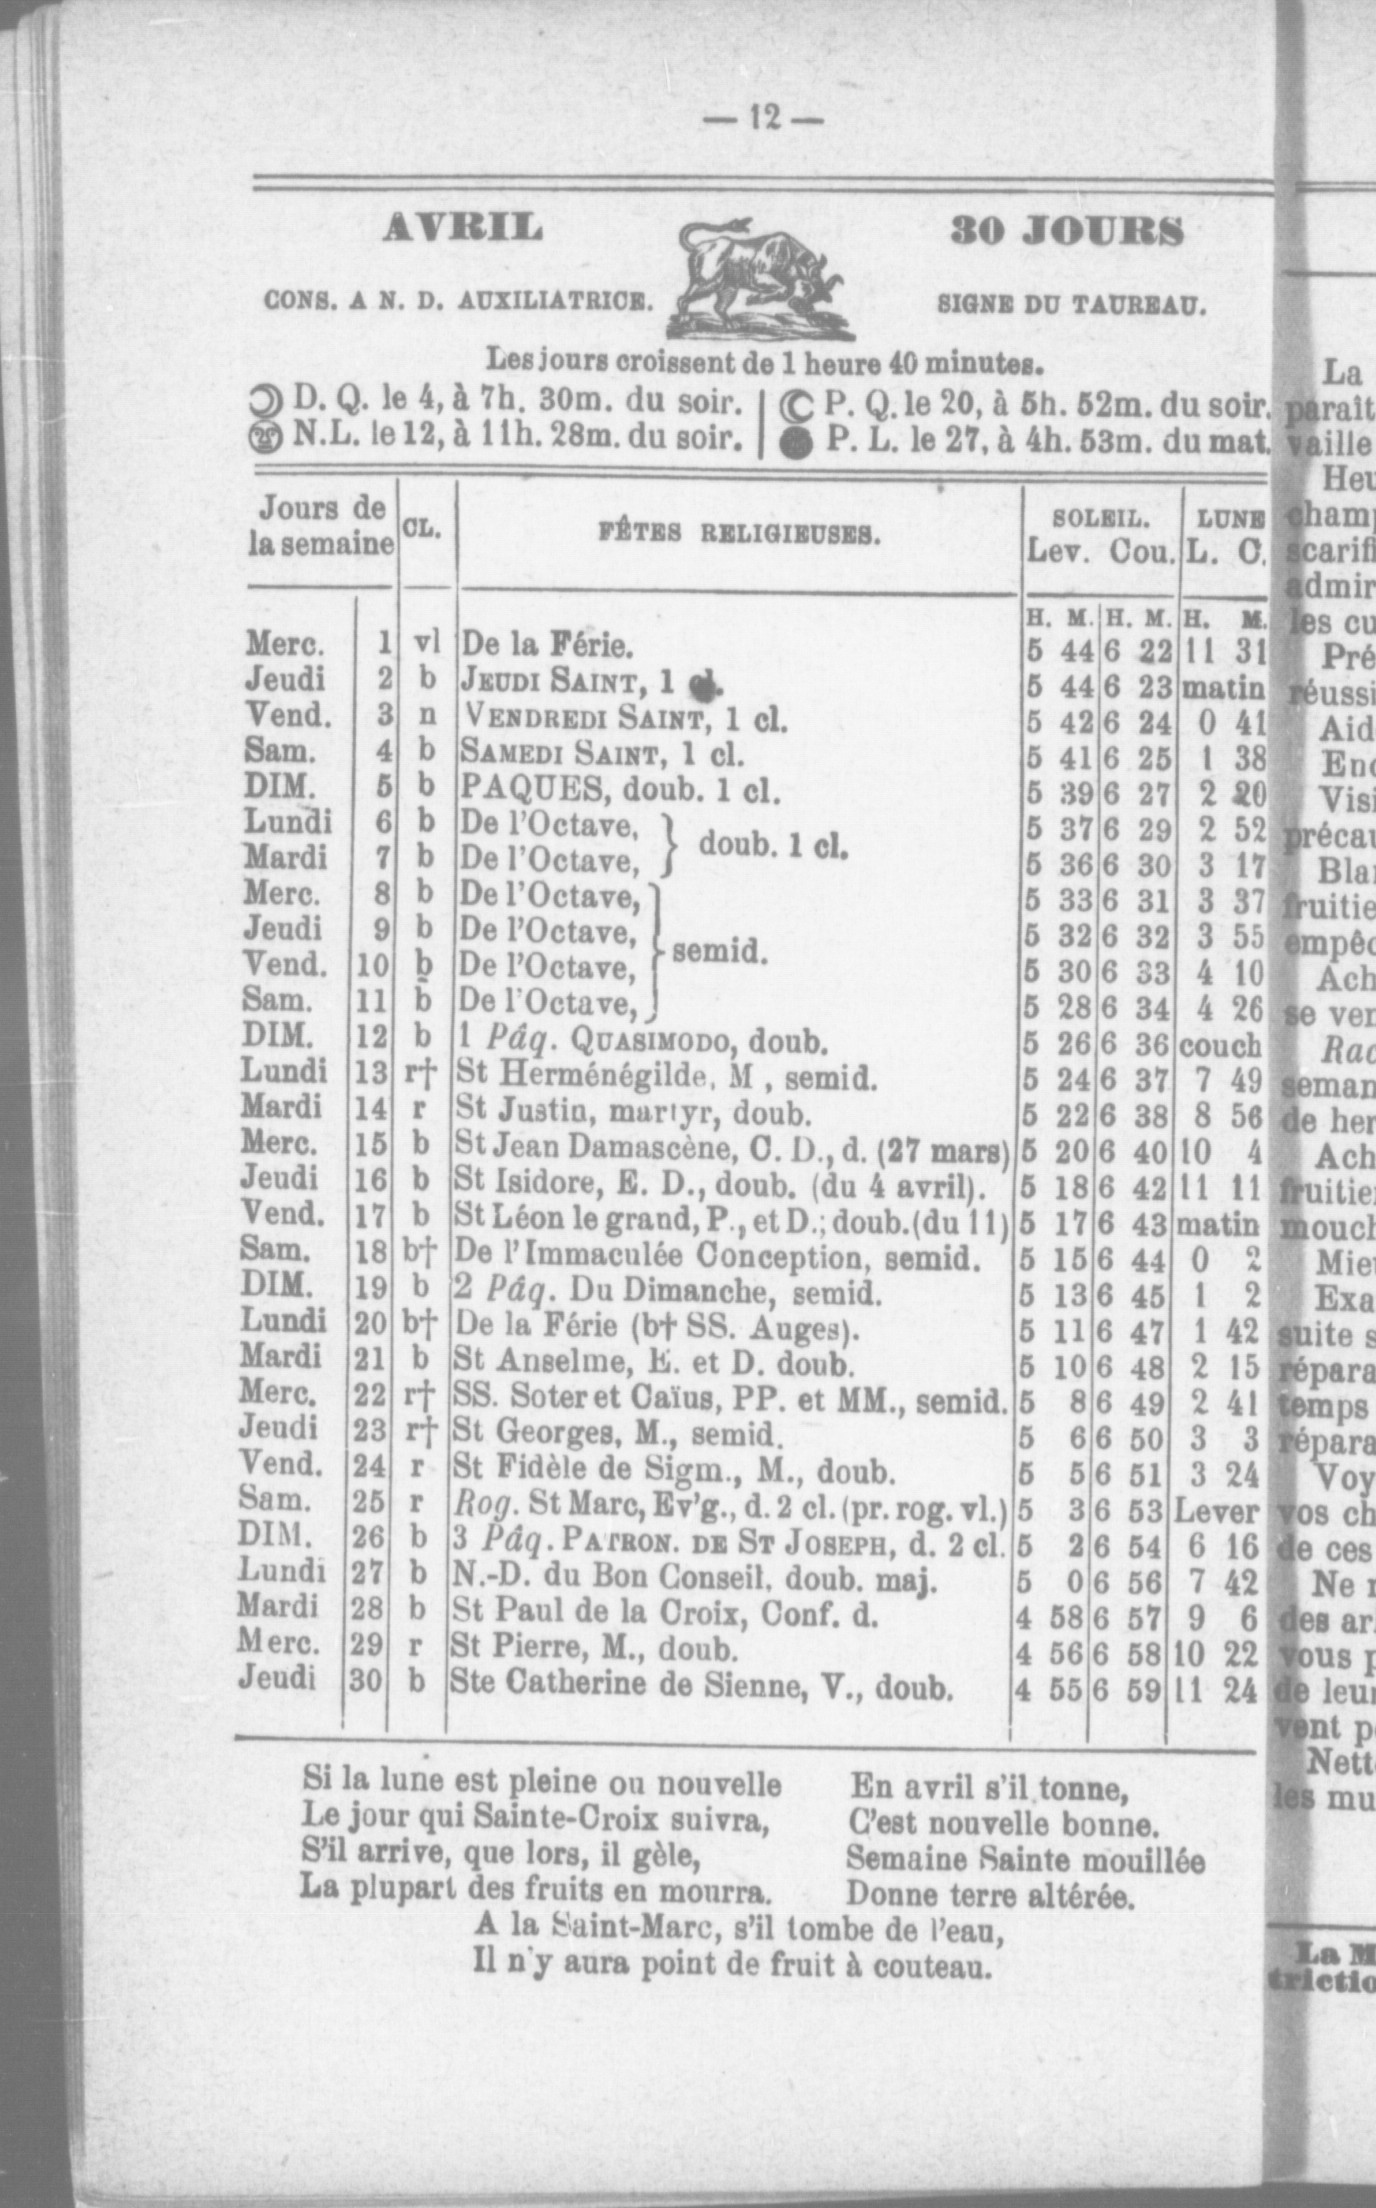 — 12 —
AVRIL
30 JOURS
CONS. A N. D. AUXILIATRICE.
SIGNE DU TAUREAU.
Les jours croissent de 1 heure 40 minutes.
D. Q. le 4, à 7h. 30m. du soir. | P. Q. le 20, à 5h. 52m. du soir.
N.L. le 12, à 11h. 28m. du soir. | P. L. le 27, à 4h. 53m. du mat.
Jours de la semaine | CL. | FÊTES RELIGIEUSES. | SOLEIL. Lev. Cou. | LUNE L. C.
H. M. H. M. H. M.
Merc. 1 vl De la Férie. 5 44 6 22 11 31
Jeudi 2 b JEUDI SAINT, 1 cl. 5 44 6 23 matin
Vend. 3 n VENDREDI SAINT, 1 cl. 5 42 6 24 0 41
Sam. 4 b SAMEDI SAINT, 1 cl. 5 41 6 25 1 38
DIM. 5 b PAQUES, doub. 1 cl. 5 39 6 27 2 20
Lundi 6 b De l'Octave, } doub. 1 cl. 5 37 6 29 2 52
Mardi 7 b De l'Octave, 5 36 6 30 3 17
Merc. 8 b De l'Octave, } semid. 5 33 6 31 3 37
Jeudi 9 b De l'Octave, 5 32 6 32 3 55
Vend. 10 b De l'Octave, 5 30 6 33 4 10
Sam. 11 b De l'Octave, 5 28 6 34 4 26
DIM. 12 b 1 Pâq. QUASIMODO, doub. 5 26 6 36 couch
Lundi 13 r† St Herménégilde, M , semid. 5 24 6 37 7 49
Mardi 14 r St Justin, martyr, doub. 5 22 6 38 8 56
Merc. 15 b St Jean Damascène, C. D., d. (27 mars) 5 20 6 40 10 4
Jeudi 16 b St Isidore, E. D., doub. (du 4 avril). 5 18 6 42 11 11
Vend. 17 b St Léon le grand, P., et D.; doub. (du 11) 5 17 6 43 matin
Sam. 18 b† De l'Immaculée Conception, semid. 5 15 6 44 0 2
DIM. 19 b 2 Pâq. Du Dimanche, semid. 5 13 6 45 1 2
Lundi 20 b† De la Férie (b† SS. Auges). 5 11 6 47 1 42
Mardi 21 b St Anselme, E. et D. doub. 5 10 6 48 2 15
Merc. 22 r† SS. Soter et Caïus, PP. et MM., semid. 5 8 6 49 2 41
Jeudi 23 r† St Georges, M., semid. 5 6 6 50 3 3
Vend. 24 r St Fidèle de Sigm., M., doub. 5 5 6 51 3 24
Sam. 25 r Rog. St Marc, Ev'g., d. 2 cl. (pr. rog. vl.) 5 3 6 53 Lever
DIM. 26 b 3 Pâq. PATRON. DE ST JOSEPH, d. 2 cl. 5 2 6 54 6 16
Lundi 27 b N.-D. du Bon Conseil, doub. maj. 5 0 6 56 7 42
Mardi 28 b St Paul de la Croix, Conf. d. 4 58 6 57 9 6
Merc. 29 r St Pierre, M., doub. 4 56 6 58 10 22
Jeudi 30 b Ste Catherine de Sienne, V., doub. 4 55 6 59 11 24
Si la lune est pleine ou nouvelle
Le jour qui Sainte-Croix suivra,
S'il arrive, que lors, il gèle,
La plupart des fruits en mourra.
En avril s'il tonne,
C'est nouvelle bonne.
Semaine Sainte mouillée
Donne terre altérée.
A la Saint-Marc, s'il tombe de l'eau,
Il n'y aura point de fruit à couteau.